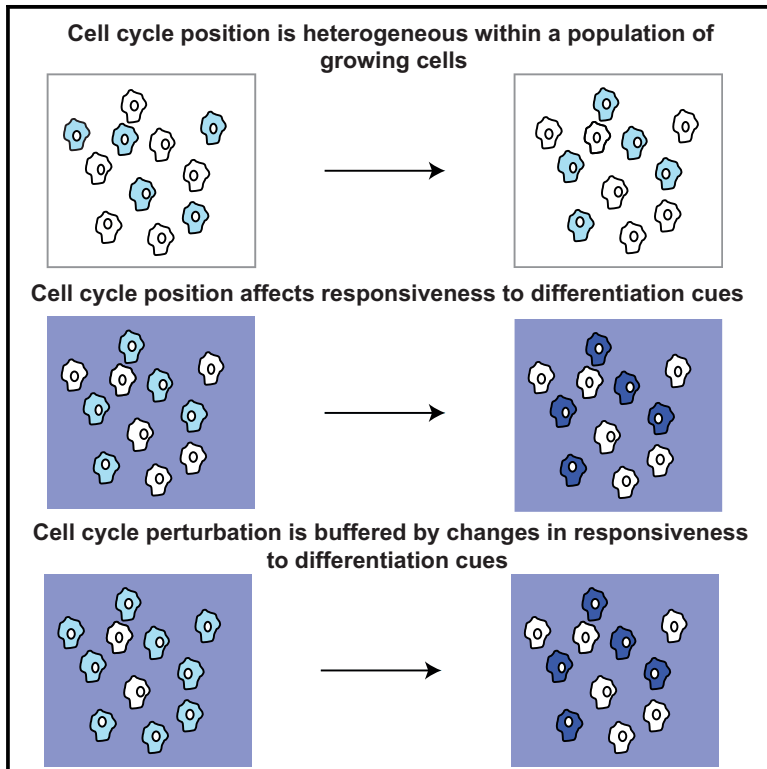 Cell cycle position is heterogeneous within a population of
growing cells
Cell cycle position affects responsiveness to differentiation cues
Cell cycle perturbation is buffered by changes in responsiveness
to differentiation cues